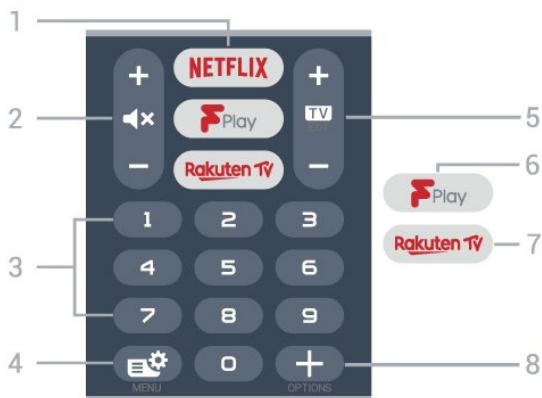 1
NETFLIX
2
TV
EXIT
5
Play
6
Play
Rakuten TV
Rakuten TV
7
3
1 2 3
4 5 6
7 8 9
4
0
8
MENU
OPTIONS